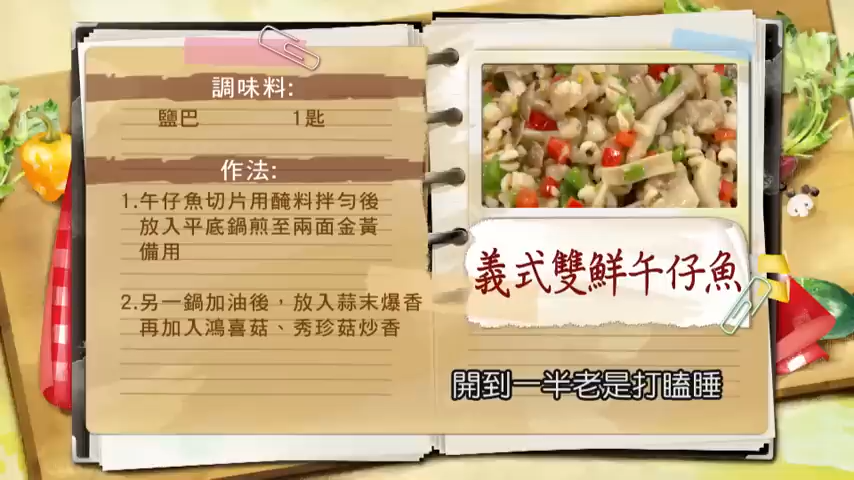 調味料:
鹽巴 1匙
作法:
1.午仔魚切片用醃料拌勻後
放入平底鍋煎至兩面金黃
備用
2.另一鍋加油後，放入蒜末爆香
再加入鴻喜菇、秀珍菇炒香
義式雙鮮午仔魚
開到一半老是打瞌睡